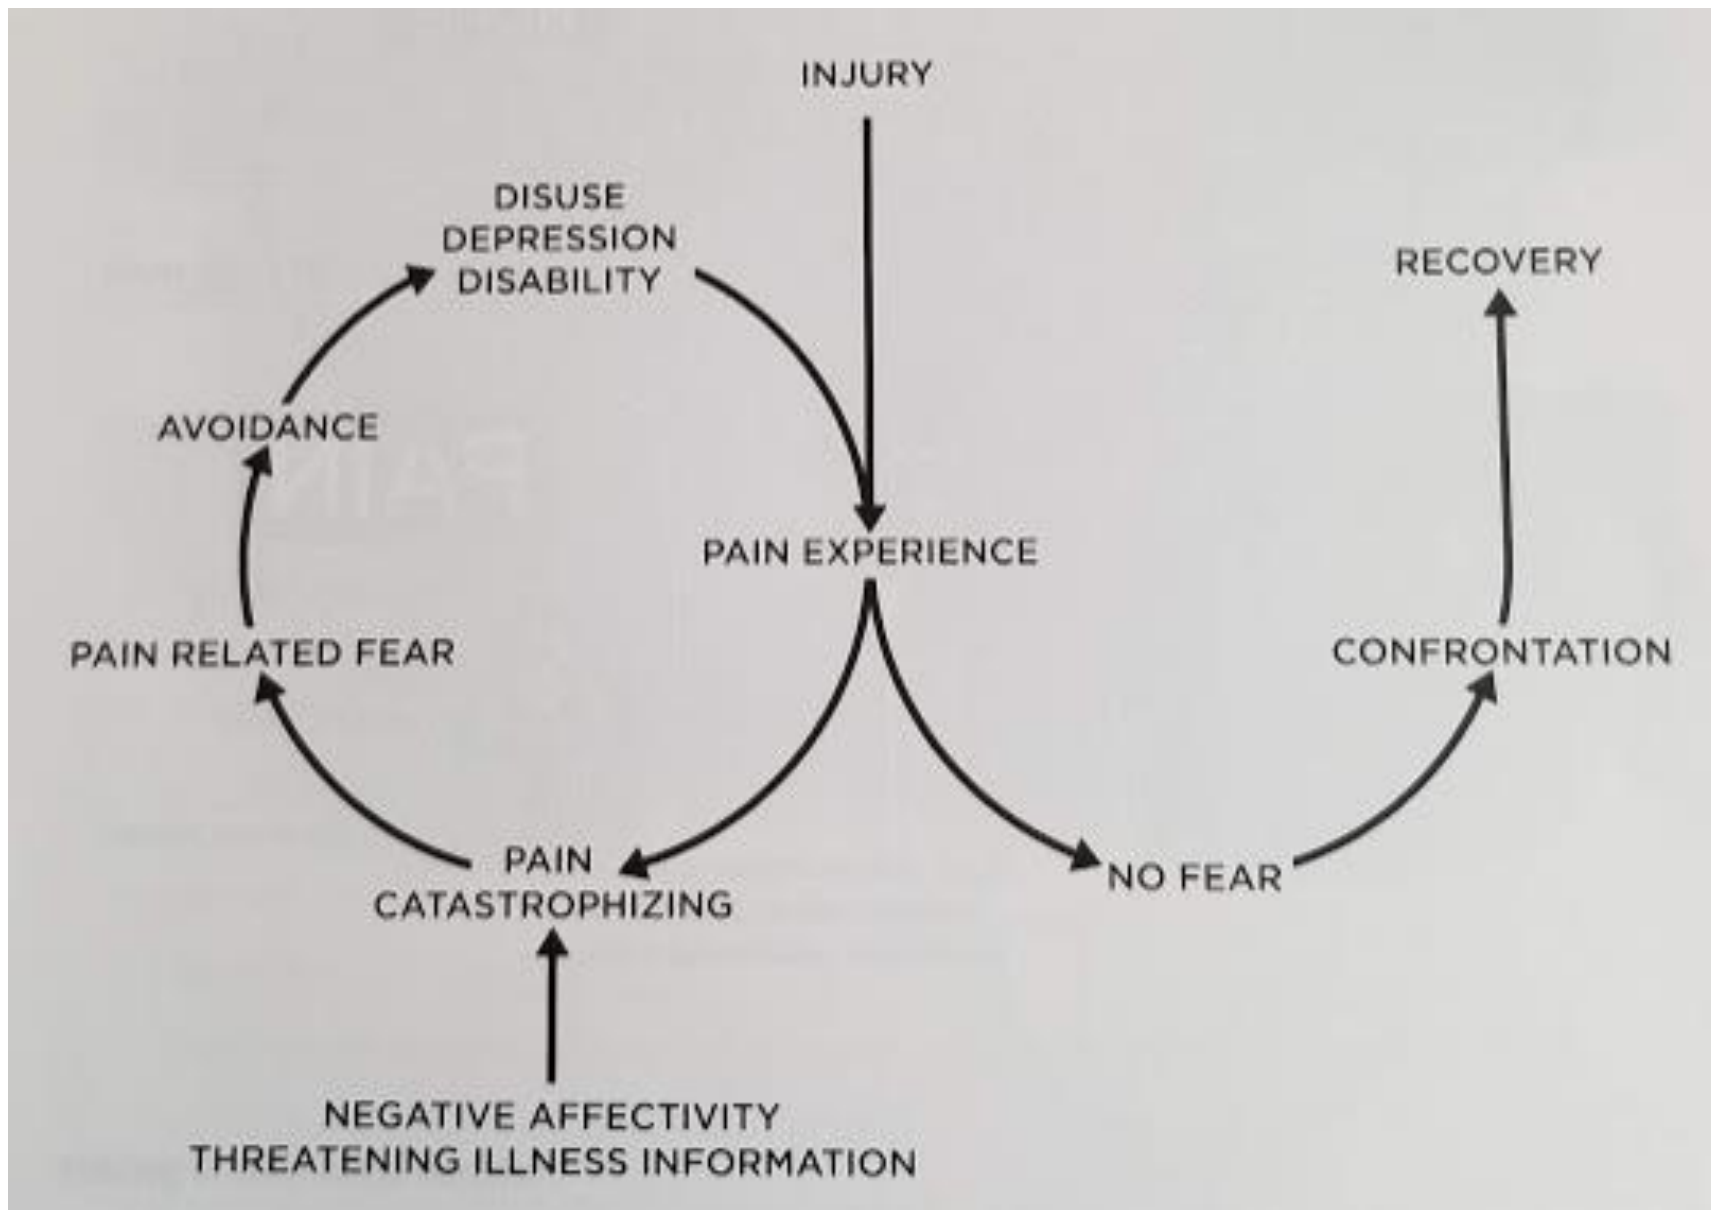 INJURY
DISUSE
DEPRESSION
DISABILITY
RECOVERY
AVOIDANCE
PAIN EXPERIENCE
PAIN RELATED FEAR
CONFRONTATION
PAIN
CATASTROPHIZING
NO FEAR
NEGATIVE AFFECTIVITY
THREATENING ILLNESS INFORMATION